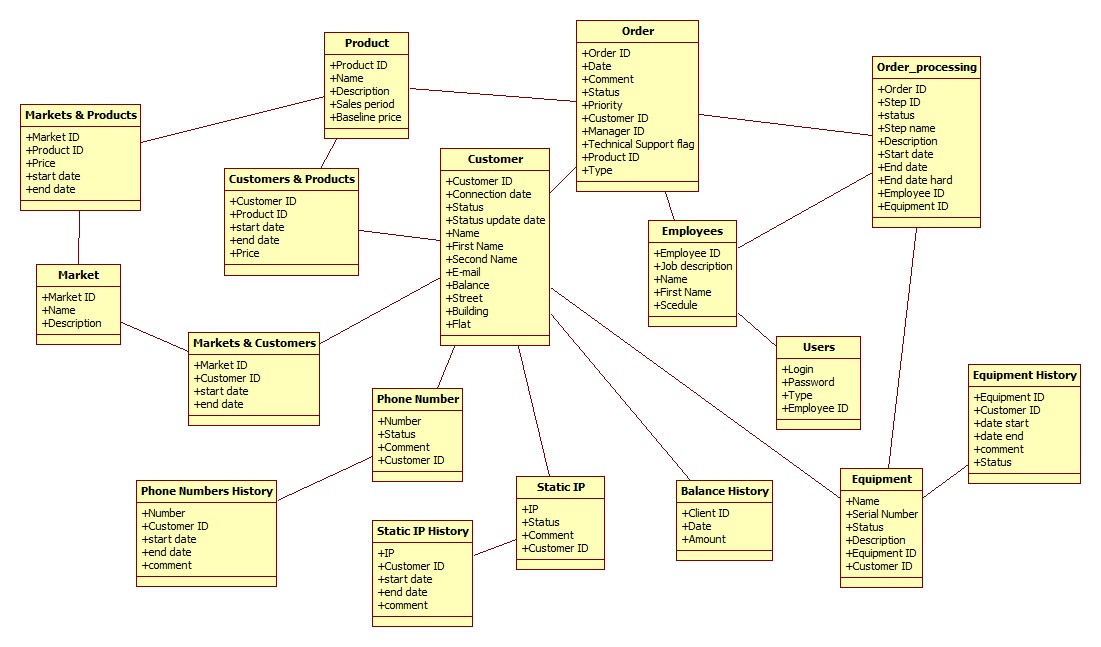 Product
+Product ID
+Name
+Description
+Sales period
+Baseline price
Order
+Order ID
+Date
+Comment
+Status
+Priority
+Customer ID
+Manager ID
+Technical Support flag
+Product ID
+Type
Order_processing
+Order ID
+Step ID
+status
+Step name
+Description
+Start date
+End date
+End date hard
+Employee ID
+Equipment ID
Markets & Products
+Market ID
+Product ID
+Price
+start date
+end date
Customers & Products
+Customer ID
+Product ID
+start date
+end date
+Price
Customer
+Customer ID
+Connection date
+Status
+Status update date
+Name
+First Name
+Second Name
+E-mail
+Balance
+Street
+Building
+Flat
Employees
+Employee ID
+Job description
+Name
+First Name
+Scedule
Market
+Market ID
+Name
+Description
Markets & Customers
+Market ID
+Customer ID
+start date
+end date
Users
+Login
+Password
+Type
+Employee ID
Equipment History
+Equipment ID
+Customer ID
+date start
+date end
+comment
+Status
Phone Number
+Number
+Status
+Comment
+Customer ID
Phone Numbers History
+Number
+Customer ID
+start date
+end date
+comment
Static IP
+IP
+Status
+Comment
+Customer ID
Static IP History
+IP
+Customer ID
+start date
+end date
+comment
Balance History
+Client ID
+Date
+Amount
Equipment
+Name
+Serial Number
+Status
+Description
+Equipment ID
+Customer ID